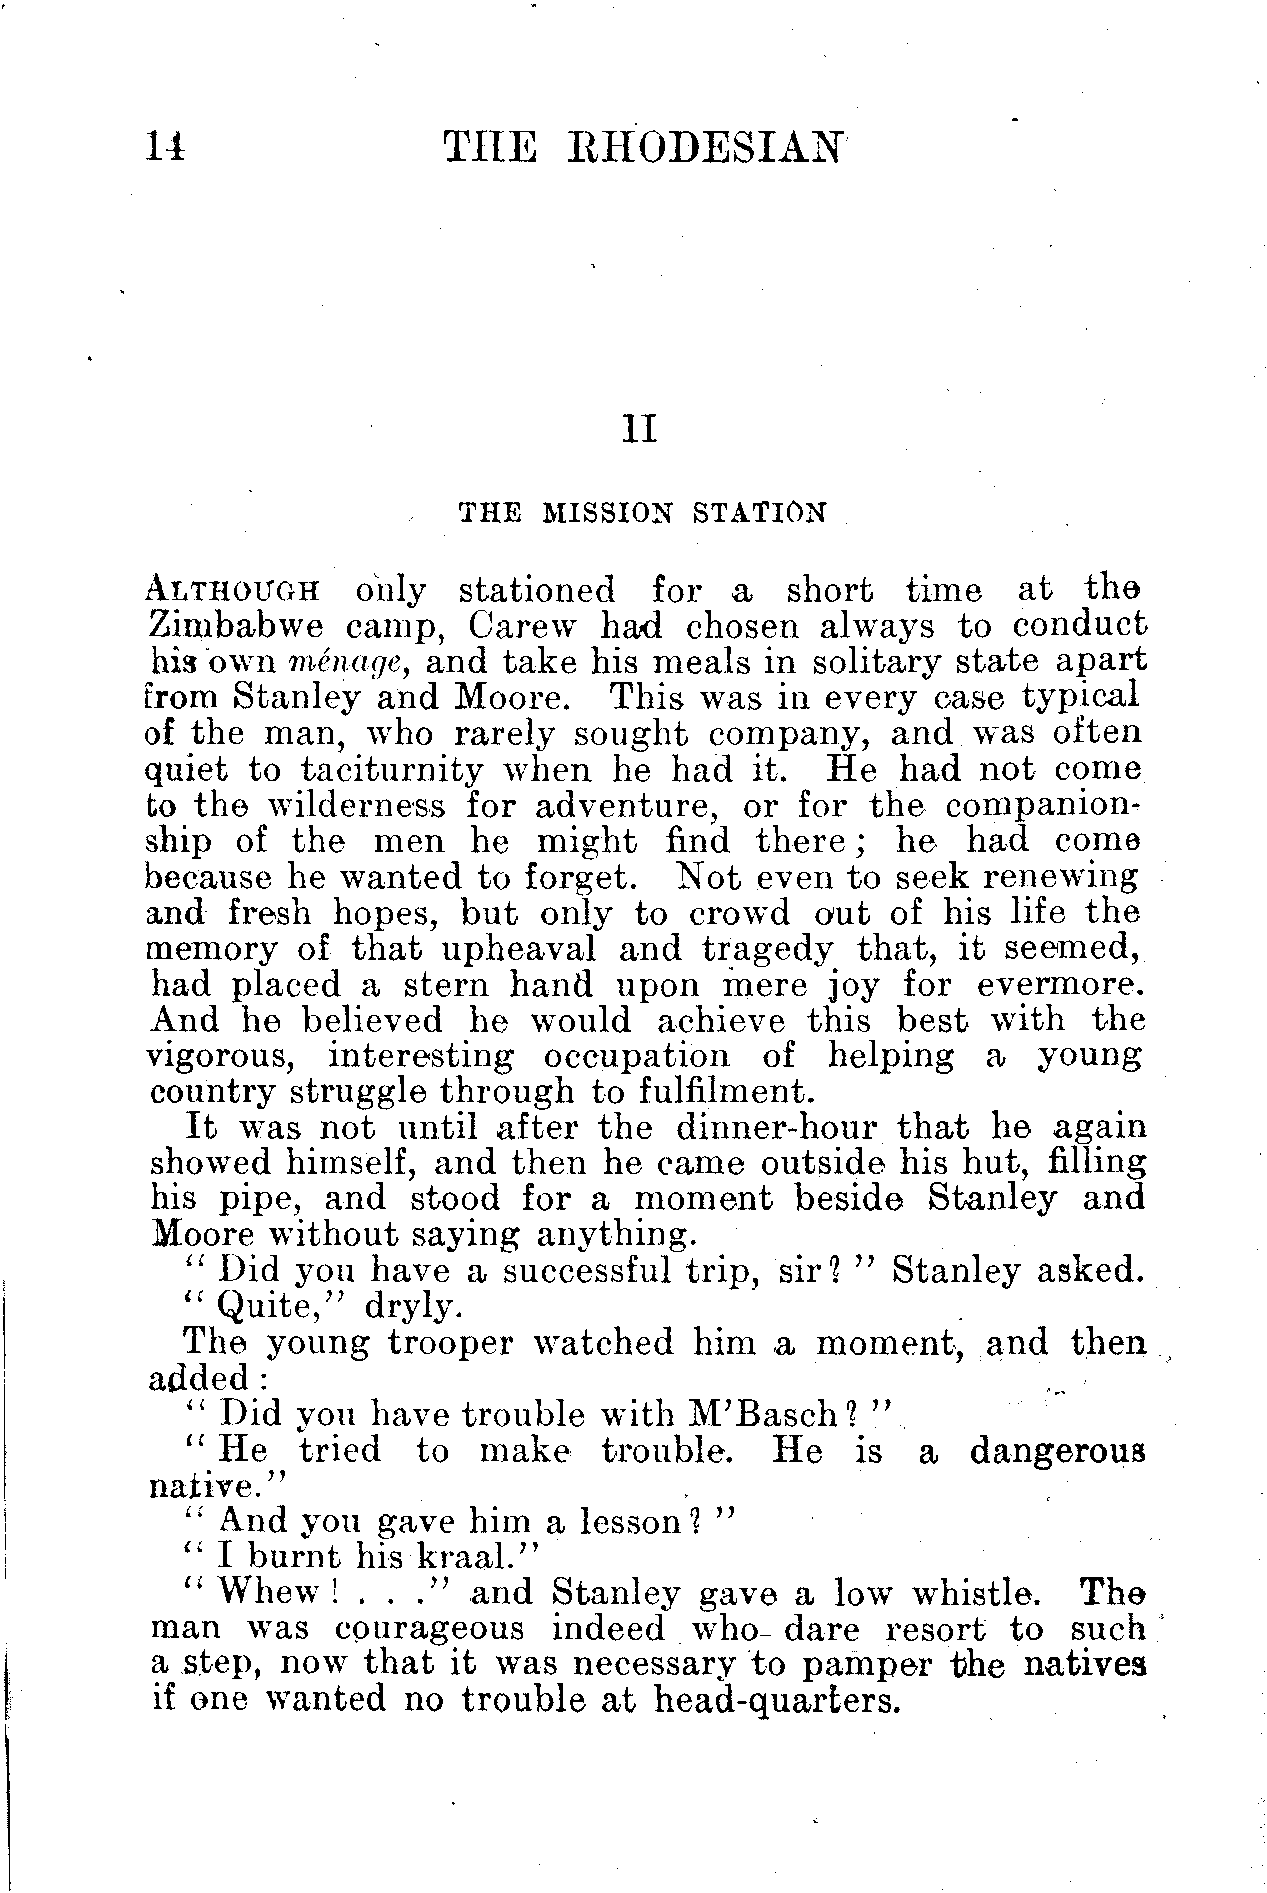 14 THE RHODESIAN
II
THE MISSION STATION
ALTHOUGH only stationed for a short time at the
Zimbabwe camp, Carew had chosen always to conduct
his own ménage, and take his meals in solitary state apart
from Stanley and Moore. This was in every case typical
of the man, who rarely sought company, and was often
quiet to taciturnity when he had it. He had not come
to the wilderness for adventure, or for the companion-
ship of the men he might find there; he had come
because he wanted to forget. Not even to seek renewing
and fresh hopes, but only to crowd out of his life the
memory of that upheaval and tragedy that, it seemed,
had placed a stern hand upon mere joy for evermore.
And he believed he would achieve this best with the
vigorous, interesting occupation of helping a young
country struggle through to fulfilment.
It was not until after the dinner-hour that he again
showed himself, and then he came outside his hut, filling
his pipe, and stood for a moment beside Stanley and
Moore without saying anything.
“ Did you have a successful trip, sir? ” Stanley asked.
“ Quite,” dryly.
The young trooper watched him a moment, and then
added :
“ Did you have trouble with M’Basch? ”
“ He tried to make trouble. He is a dangerous
native.”
“ And you gave him a lesson? ”
“ I burnt his kraal.”
“ Whew! . . .” and Stanley gave a low whistle. The
man was courageous indeed who dare resort to such
a step, now that it was necessary to pamper the natives
if one wanted no trouble at head-quarters.